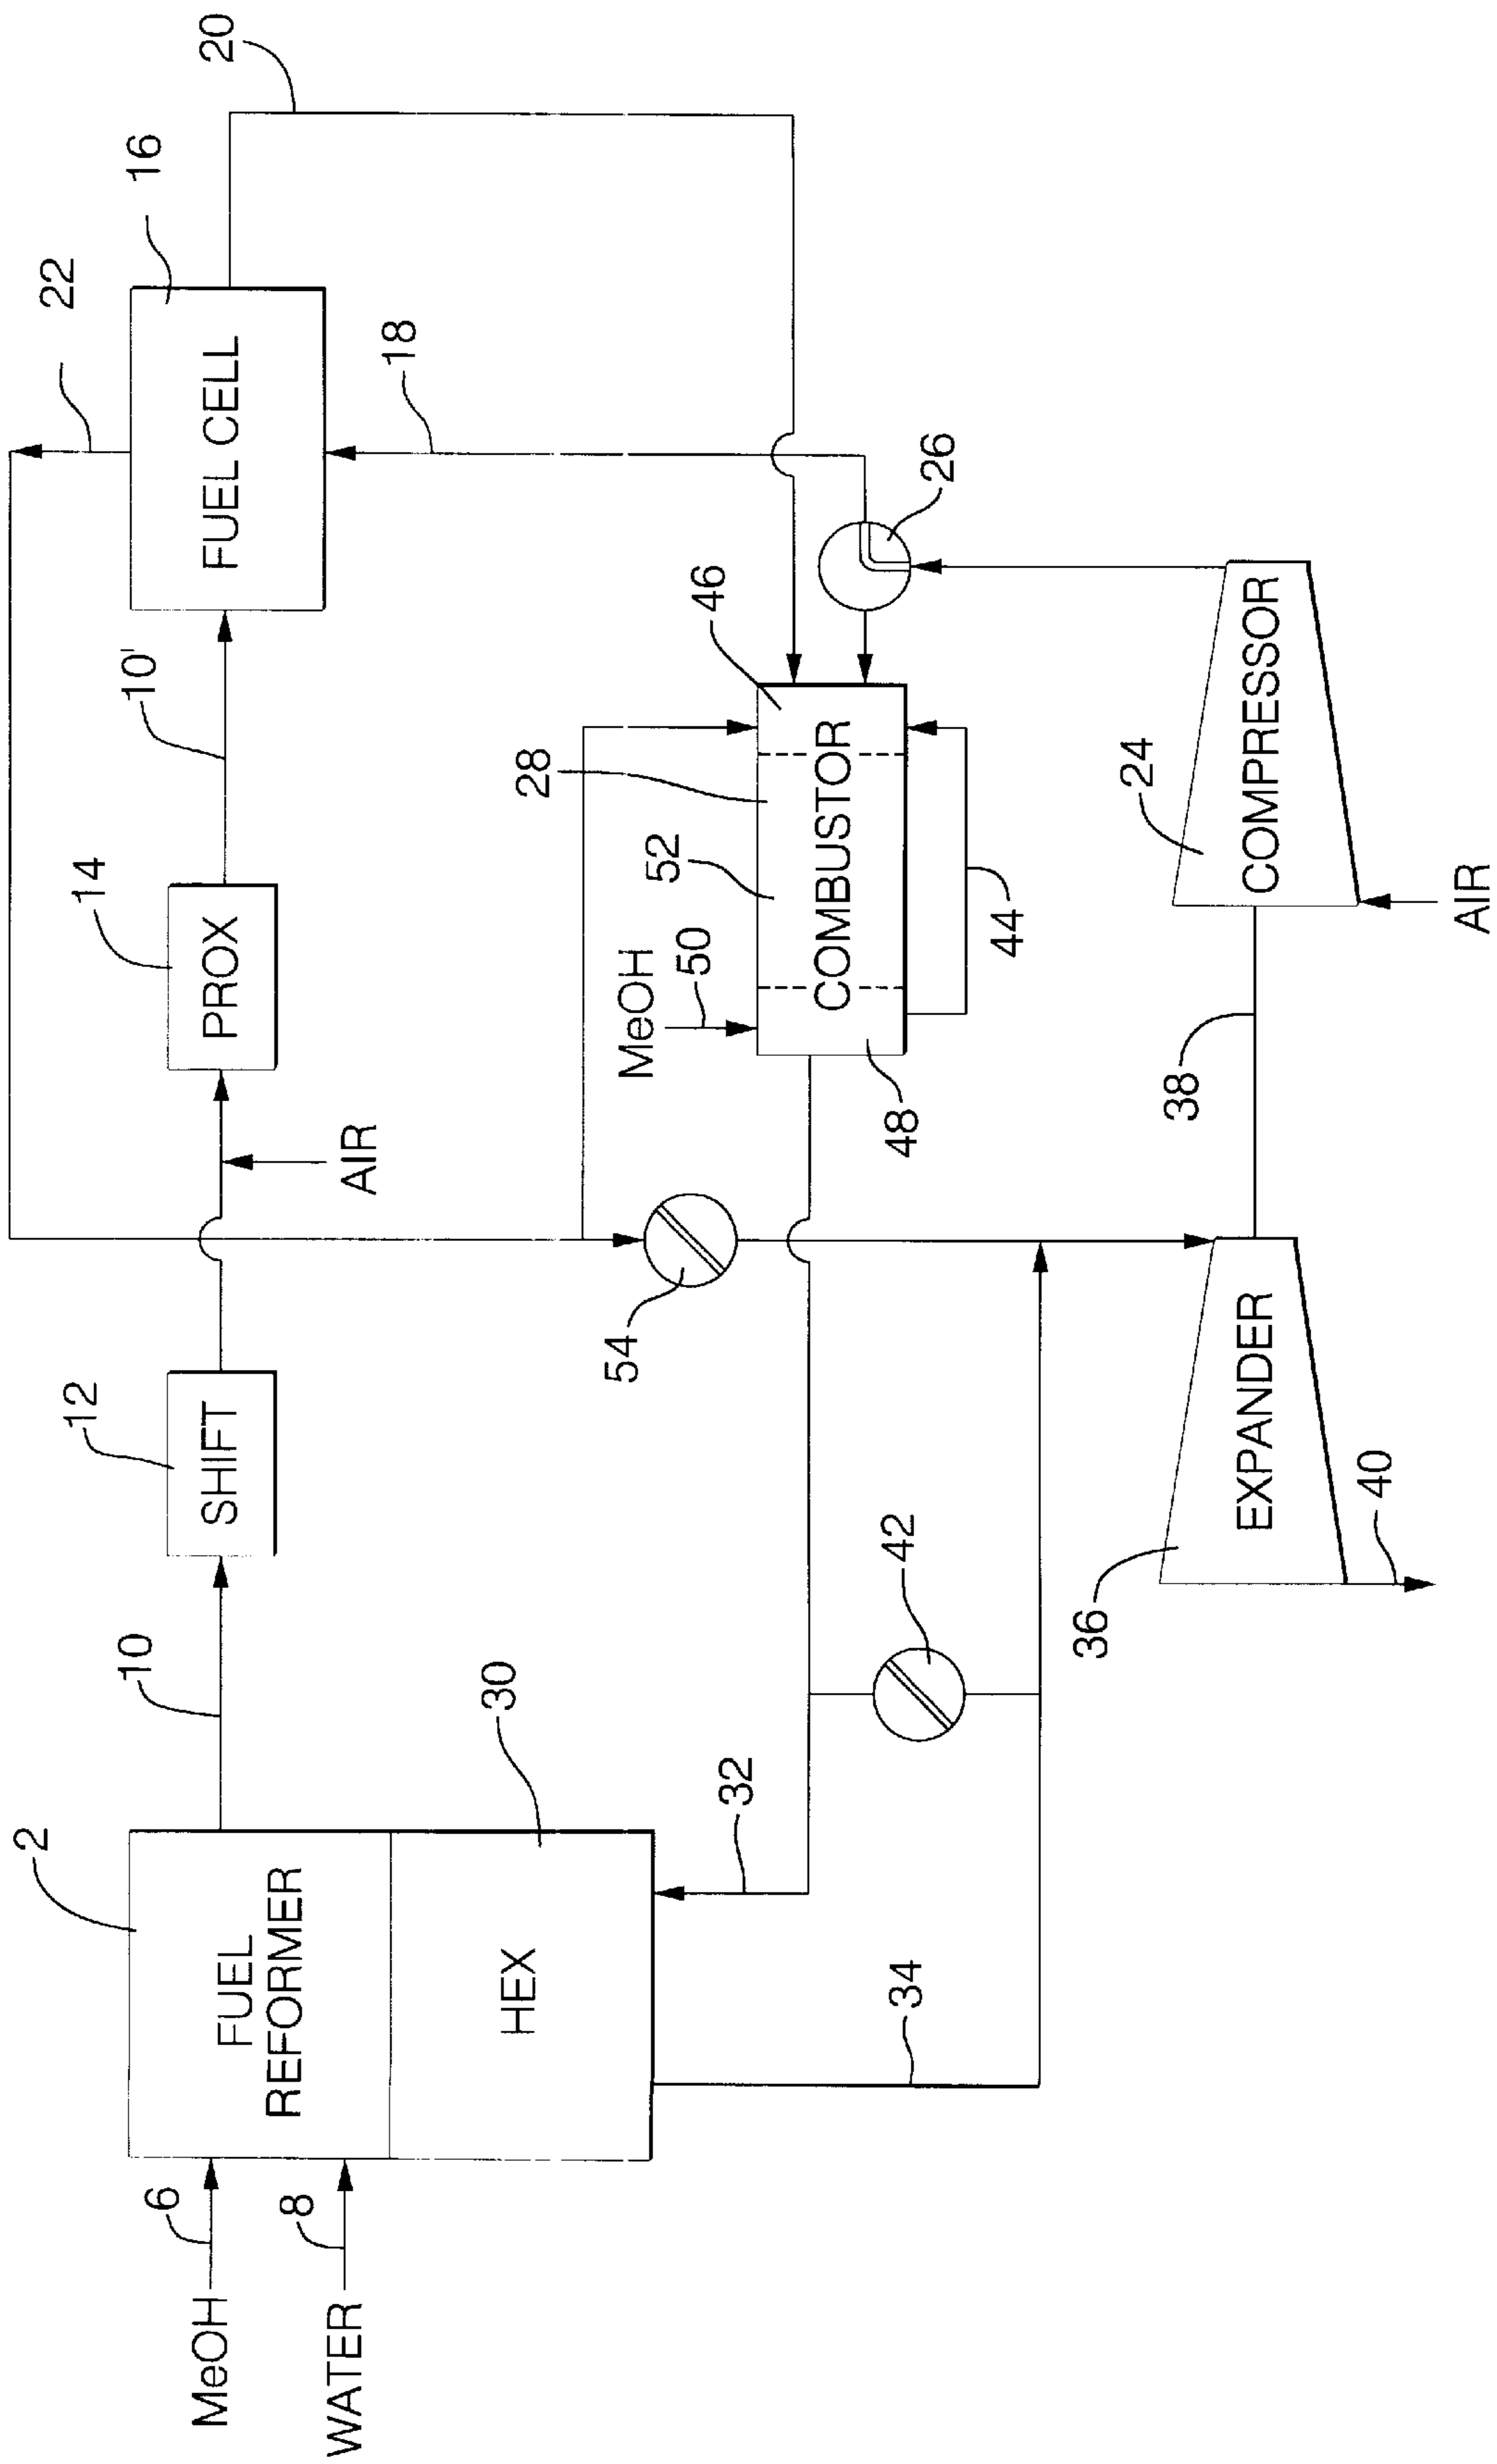 20
16
22
FUEL CELL
18
10'
14
PROX
AIR
12
SHIFT
10
2
FUEL
REFORMER
30
HEX
MeOH
6
WATER
8
32
34
42
54
28
46
52
MeOH
50
COMBUSTOR
48
44
26
24
COMPRESSOR
AIR
38
EXPANDER
36
40